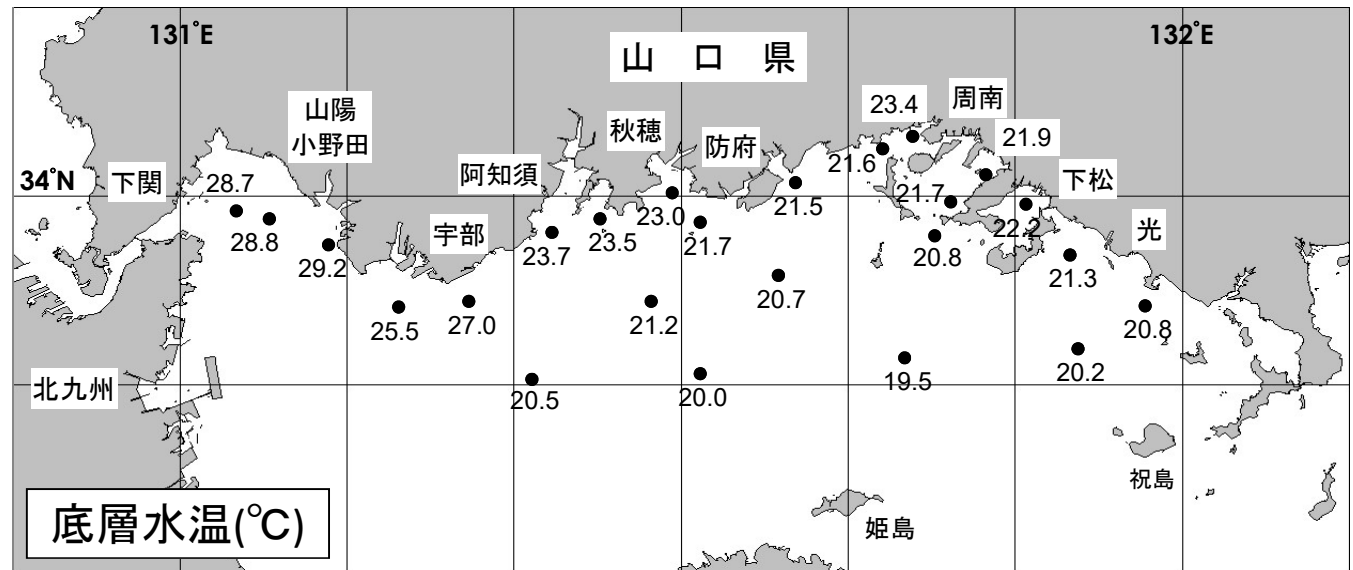 131°E
132°E
山 口 県
山陽
小野田
23.4
周南
21.9
秋穂
防府
21.6
阿知須
下松
34°N
下関
28.7
21.7
21.5
23.0
光
宇部
28.8
29.2
23.7
23.5
21.7
22.2
20.8
21.3
20.7
25.5
27.0
21.2
20.8
20.2
19.5
北九州
20.5
20.0
祝島
姫島
底層水温(℃)